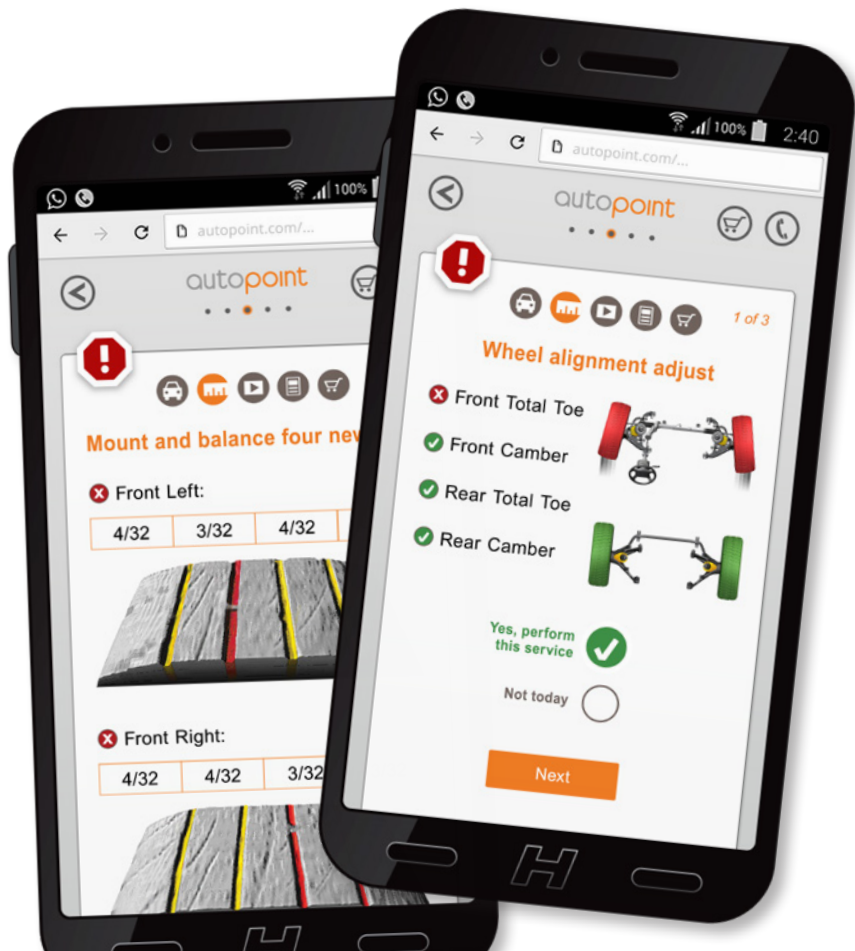 100%
autopoint.com/...
autopoint
Mount and balance four new
Front Left:
4/32 3/32 4/32
Front Right:
4/32 4/32 3/32
H
100% 2:40
autopoint.com/...
autopoint
1 of 3
Wheel alignment adjust
Front Total Toe
Front Camber
Rear Total Toe
Rear Camber
Yes, perform
this service
Not today
Next
H